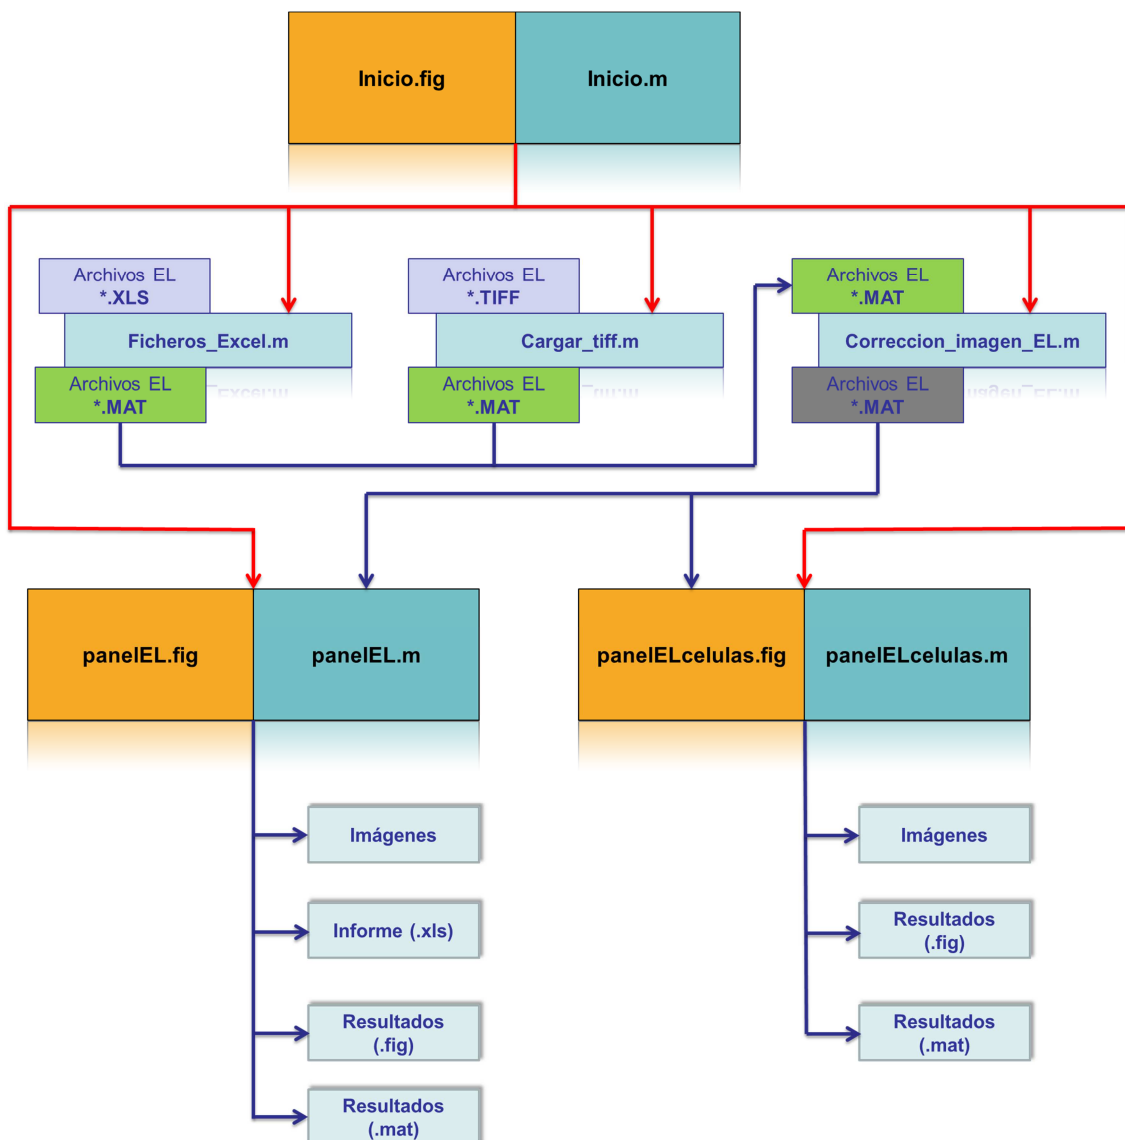 Inicio.fig
Inicio.m
Archivos EL
*.XLS
Ficheros_Excel.m
Archivos EL
*.MAT
Archivos EL
*.TIFF
Cargar_tiff.m
Archivos EL
*.MAT
Archivos EL
*.MAT
Correccion_imagen_EL.m
Archivos EL
*.MAT
panelEL.fig
panelEL.m
panelELcelulas.fig
panelELcelulas.m
Imágenes
Informe (.xls)
Resultados
(.fig)
Resultados
(.mat)
Imágenes
Resultados
(.fig)
Resultados
(.mat)